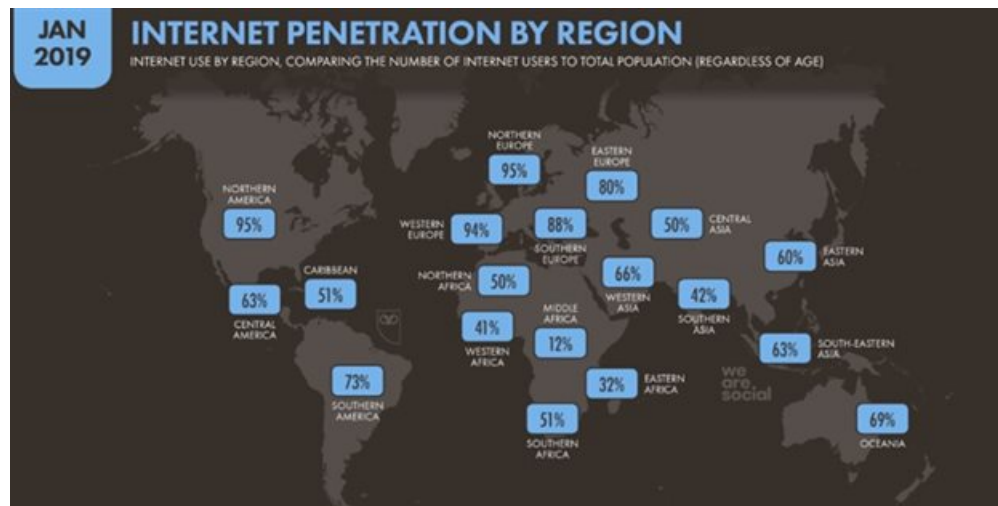 JAN
2019
INTERNET PENETRATION BY REGION
INTERNET USE BY REGION, COMPARING THE NUMBER OF INTERNET USERS TO TOTAL POPULATION (REGARDLESS OF AGE)
NORTHERN
EUROPE
95%
EASTERN
EUROPE
80%
NORTHERN
AMERICA
95%
WESTERN
EUROPE
94%
88%
SOUTHERN
EUROPE
50%
CENTRAL
ASIA
60%
EASTERN
ASIA
CARIBBEAN
51%
NORTHERN
AFRICA
50%
66%
WESTERN
ASIA
42%
SOUTHERN
ASIA
63%
CENTRAL
AMERICA
41%
WESTERN
AFRICA
MIDDLE
AFRICA
12%
63%
SOUTH-EASTERN
ASIA
73%
SOUTHERN
AMERICA
32%
EASTERN
AFRICA
we
are
social
51%
SOUTHERN
AFRICA
69%
OCEANIA